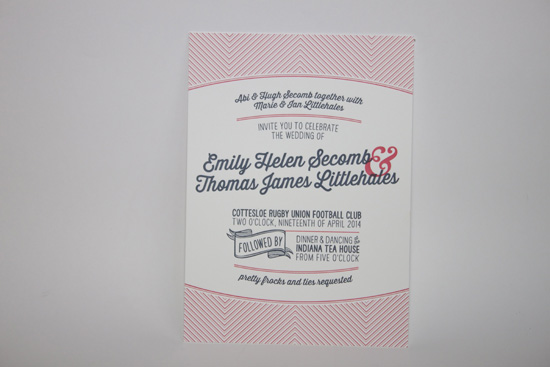 Abi & Hugh Secomb together with
Marie & Ian Littlehales
INVITE YOU TO CELEBRATE
THE WEDDING OF
Emily Helen Secomb &
Thomas James Littlehales
COTTESLOE RUGBY UNION FOOTBALL CLUB
TWO O'CLOCK, NINETEENTH OF APRIL 2014
FOLLOWED BY
DINNER & DANCING @ the
INDIANA TEA HOUSE
FROM FIVE O'CLOCK
pretty frocks and ties requested